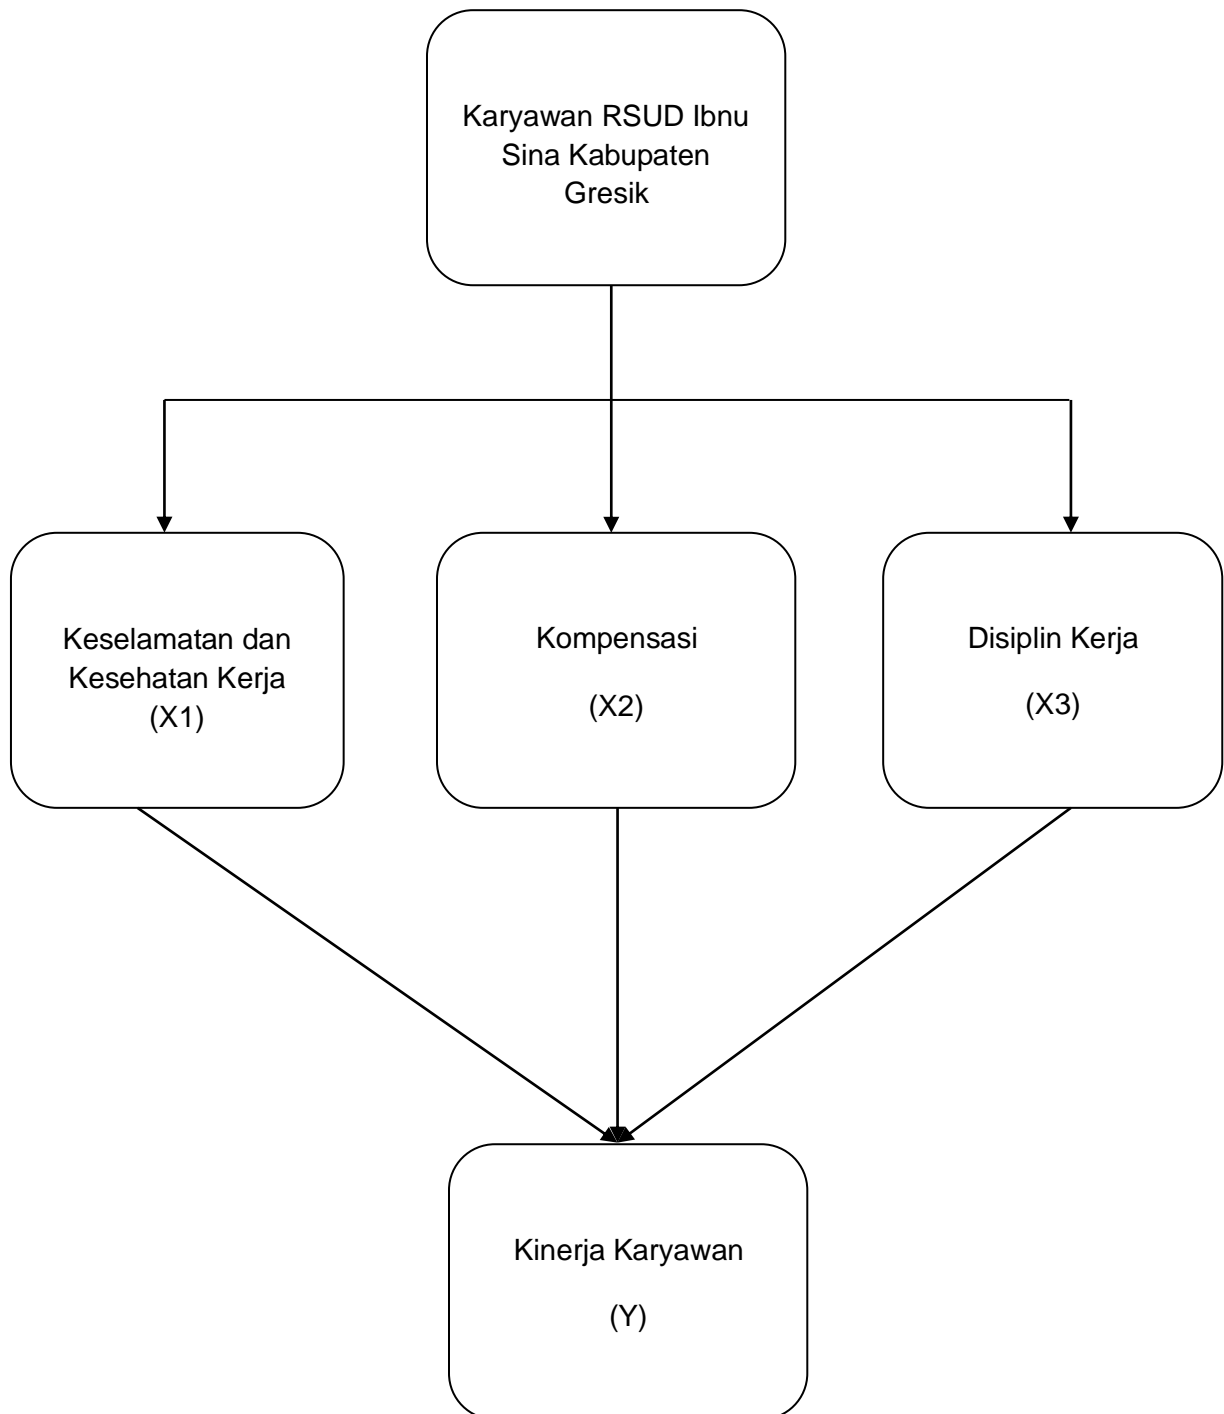 Karyawan RSUD Ibnu
Sina Kabupaten
Gresik
Keselamatan dan
Kesehatan Kerja
(X1)
Kompensasi
(X2)
Disiplin Kerja
(X3)
Kinerja Karyawan
(Y)